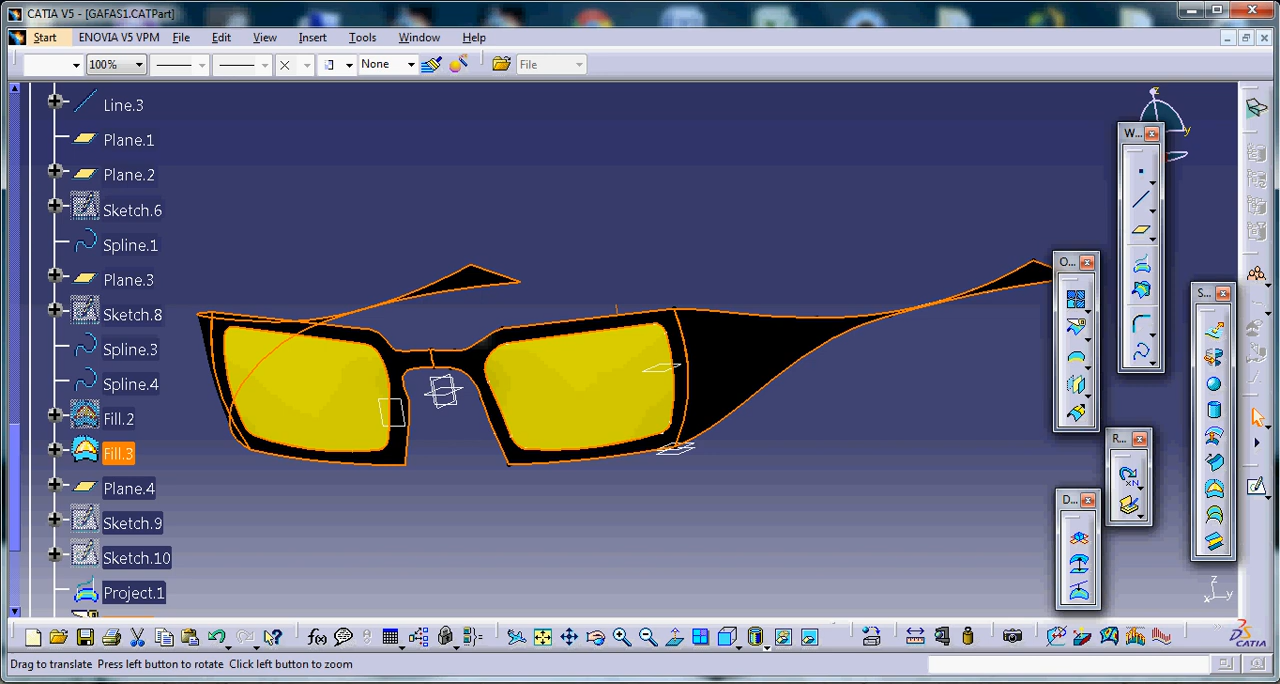 CATIA V5 - [GAFAS1.CATPart]
Start ENOVIA V5 VPM File Edit View Insert Tools Window Help
100% None File
Line.3
Plane.1
Plane.2
Sketch.6
Spline.1
Plane.3
Sketch.8
Spline.3
Spline.4
Fill.2
Fill.3
Plane.4
Sketch.9
Sketch.10
Project.1
z
y
W...
O...
S...
R...
D...
xN
z
x y
f(x)
CATIA
Drag to translate Press left button to rotate Click left button to zoom